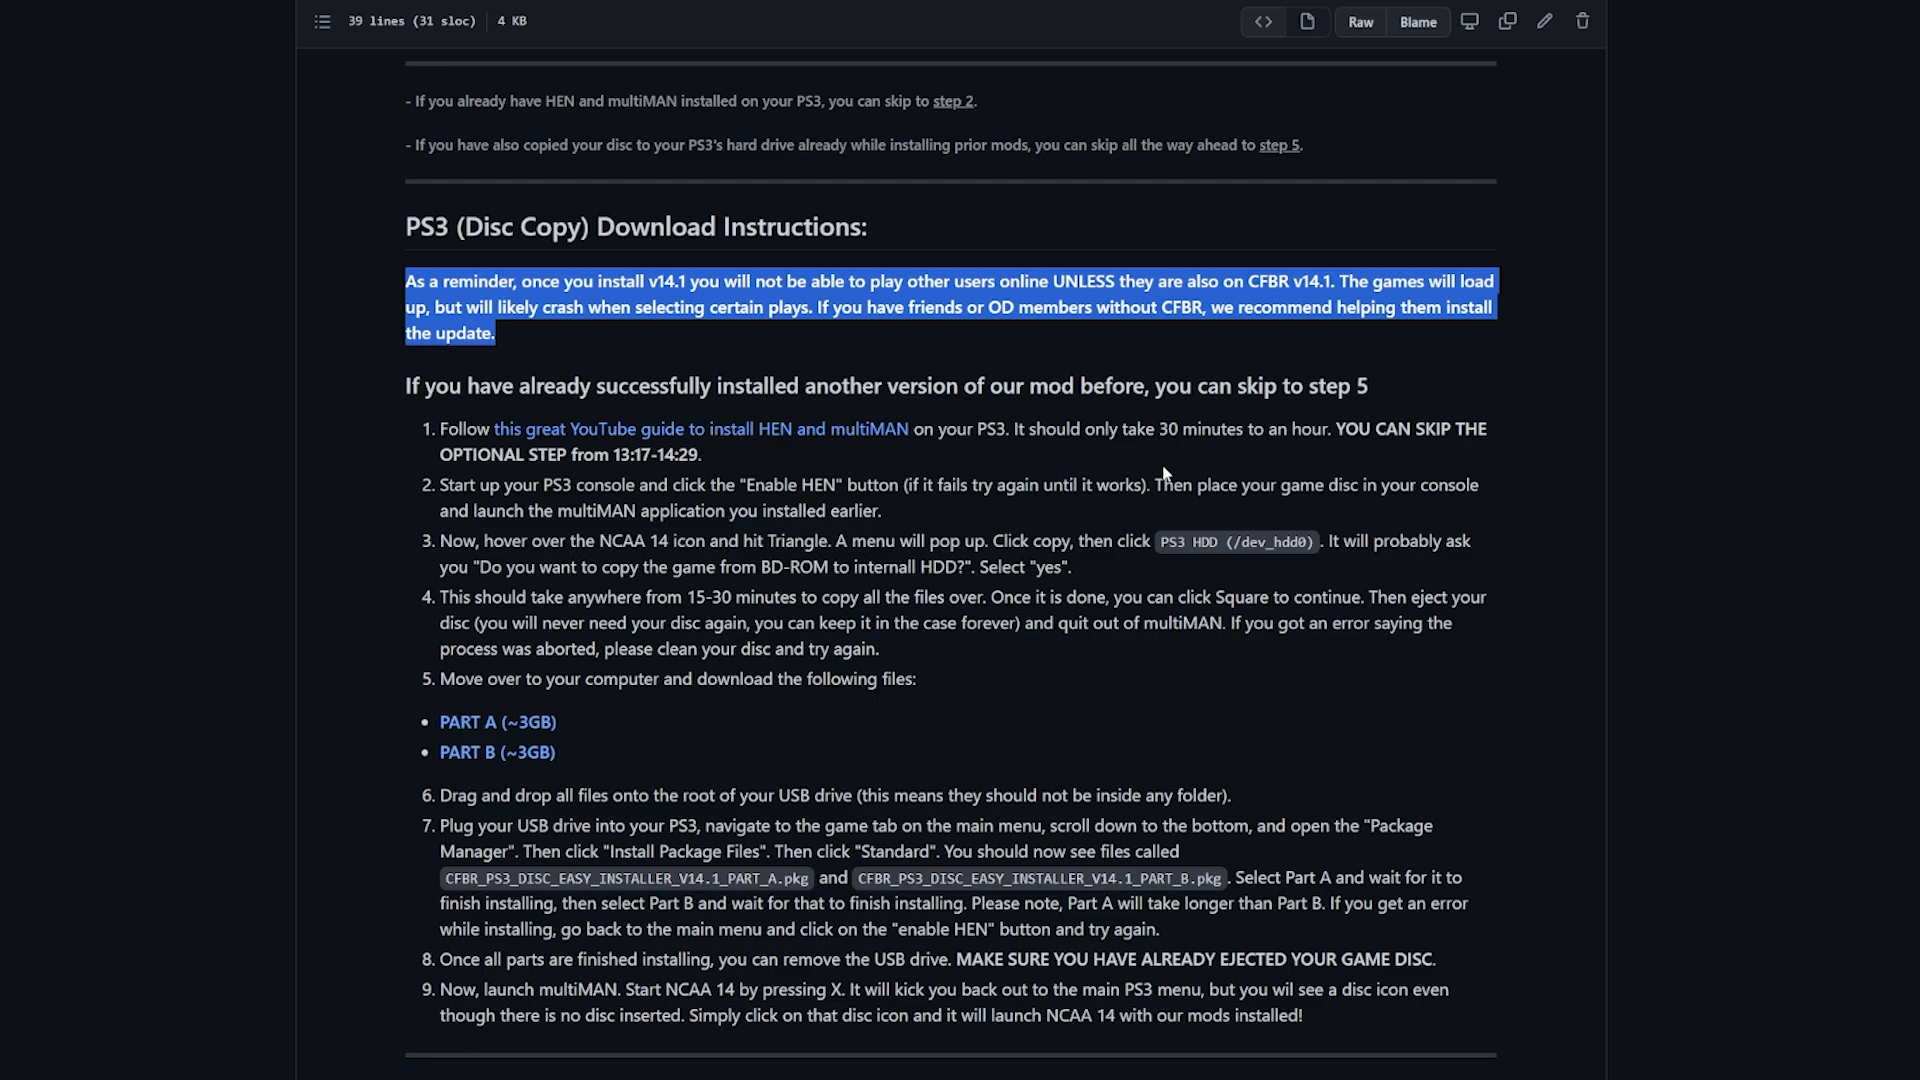 39 lines (31 sloc) 4 KB
Raw Blame
- If you already have HEN and multiMAN installed on your PS3, you can skip to step 2.
- If you have also copied your disc to your PS3's hard drive already while installing prior mods, you can skip all the way ahead to step 5.
PS3 (Disc Copy) Download Instructions:
As a reminder, once you install v14.1 you will not be able to play other users online UNLESS they are also on CFBR v14.1. The games will load
up, but will likely crash when selecting certain plays. If you have friends or OD members without CFBR, we recommend helping them install
the update.
If you have already successfully installed another version of our mod before, you can skip to step 5
1. Follow this great YouTube guide to install HEN and multiMAN on your PS3. It should only take 30 minutes to an hour. YOU CAN SKIP THE
OPTIONAL STEP from 13:17-14:29.
2. Start up your PS3 console and click the "Enable HEN" button (if it fails try again until it works). Then place your game disc in your console
and launch the multiMAN application you installed earlier.
3. Now, hover over the NCAA 14 icon and hit Triangle. A menu will pop up. Click copy, then click PS3 HDD (/dev_hdd0). It will probably ask
you "Do you want to copy the game from BD-ROM to internall HDD?". Select "yes".
4. This should take anywhere from 15-30 minutes to copy all the files over. Once it is done, you can click Square to continue. Then eject your
disc (you will never need your disc again, you can keep it in the case forever) and quit out of multiMAN. If you got an error saying the
process was aborted, please clean your disc and try again.
5. Move over to your computer and download the following files:
• PART A (~3GB)
• PART B (~3GB)
6. Drag and drop all files onto the root of your USB drive (this means they should not be inside any folder).
7. Plug your USB drive into your PS3, navigate to the game tab on the main menu, scroll down to the bottom, and open the "Package
Manager". Then click "Install Package Files". Then click "Standard". You should now see files called
CFBR_PS3_DISC_EASY_INSTALLER_V14.1_PART_A.pkg and CFBR_PS3_DISC_EASY_INSTALLER_V14.1_PART_B.pkg. Select Part A and wait for it to
finish installing, then select Part B and wait for that to finish installing. Please note, Part A will take longer than Part B. If you get an error
while installing, go back to the main menu and click on the "enable HEN" button and try again.
8. Once all parts are finished installing, you can remove the USB drive. MAKE SURE YOU HAVE ALREADY EJECTED YOUR GAME DISC.
9. Now, launch multiMAN. Start NCAA 14 by pressing X. It will kick you back out to the main PS3 menu, but you wil see a disc icon even
though there is no disc inserted. Simply click on that disc icon and it will launch NCAA 14 with our mods installed!